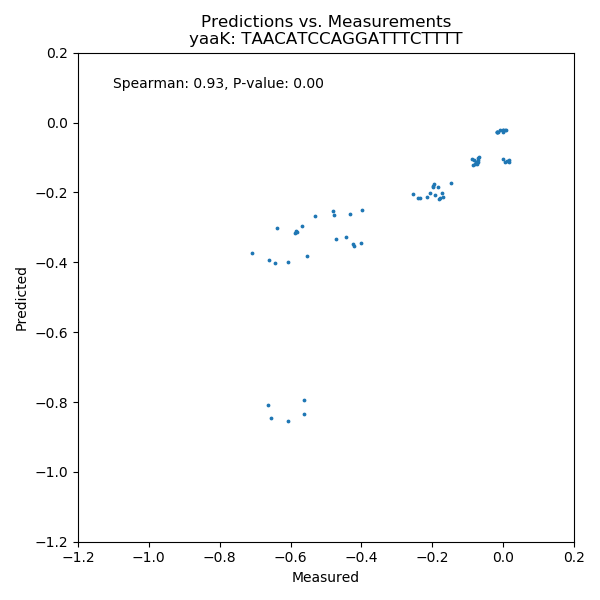 Predictions vs. Measurements
yaaK: TAACATCCAGGATTTCTTTT
Spearman: 0.93, P-value: 0.00
0.2
0.0
−0.2
−0.4
−0.6
−0.8
−1.0
−1.2
Predicted
−1.2 −1.0 −0.8 −0.6 −0.4 −0.2 0.0 0.2
Measured